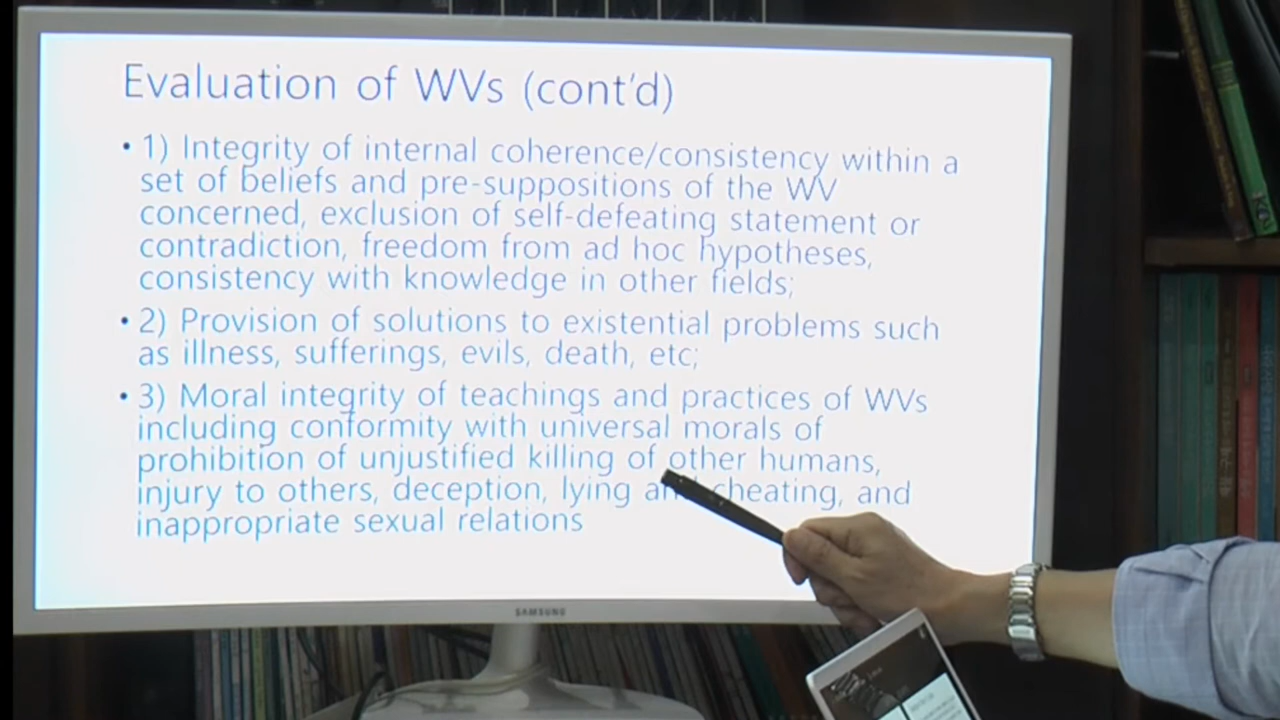 Evaluation of WVs (cont'd)
• 1) Integrity of internal coherence/consistency within a
set of beliefs and pre-suppositions of the WV
concerned, exclusion of self-defeating statement or
contradiction, freedom from ad hoc hypotheses,
consistency with knowledge in other fields;
• 2) Provision of solutions to existential problems such
as illness, sufferings, evils, death, etc;
• 3) Moral integrity of teachings and practices of WVs
including conformity with universal morals of
prohibition of unjustified killing of other humans,
injury to others, deception, lying and cheating, and
inappropriate sexual relations
SAMSUNG